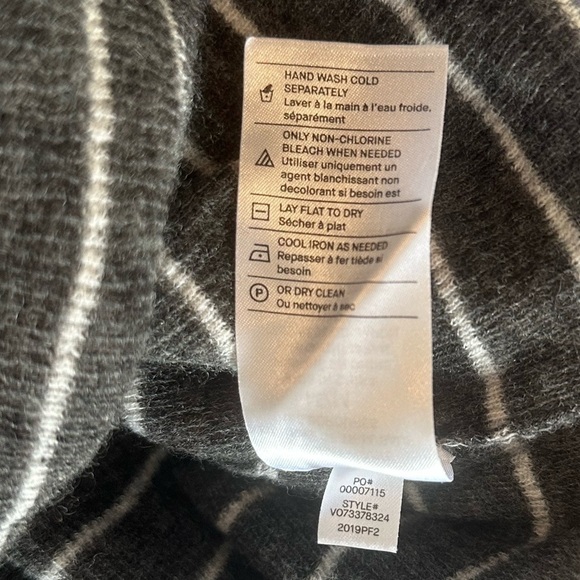 HAND WASH COLD
SEPARATELY
Laver à la main à l'eau froide,
séparément
ONLY NON-CHLORINE
BLEACH WHEN NEEDED
Utiliser uniquement un
agent blanchissant non
decolorant si besoin est
LAY FLAT TO DRY
Sécher à plat
COOL IRON AS NEEDED
Repasser à fer tiède si
besoin
P
OR DRY CLEAN
Ou nettoyer à sec
PO#
00007115
STYLE#
V073378324
2019PF2